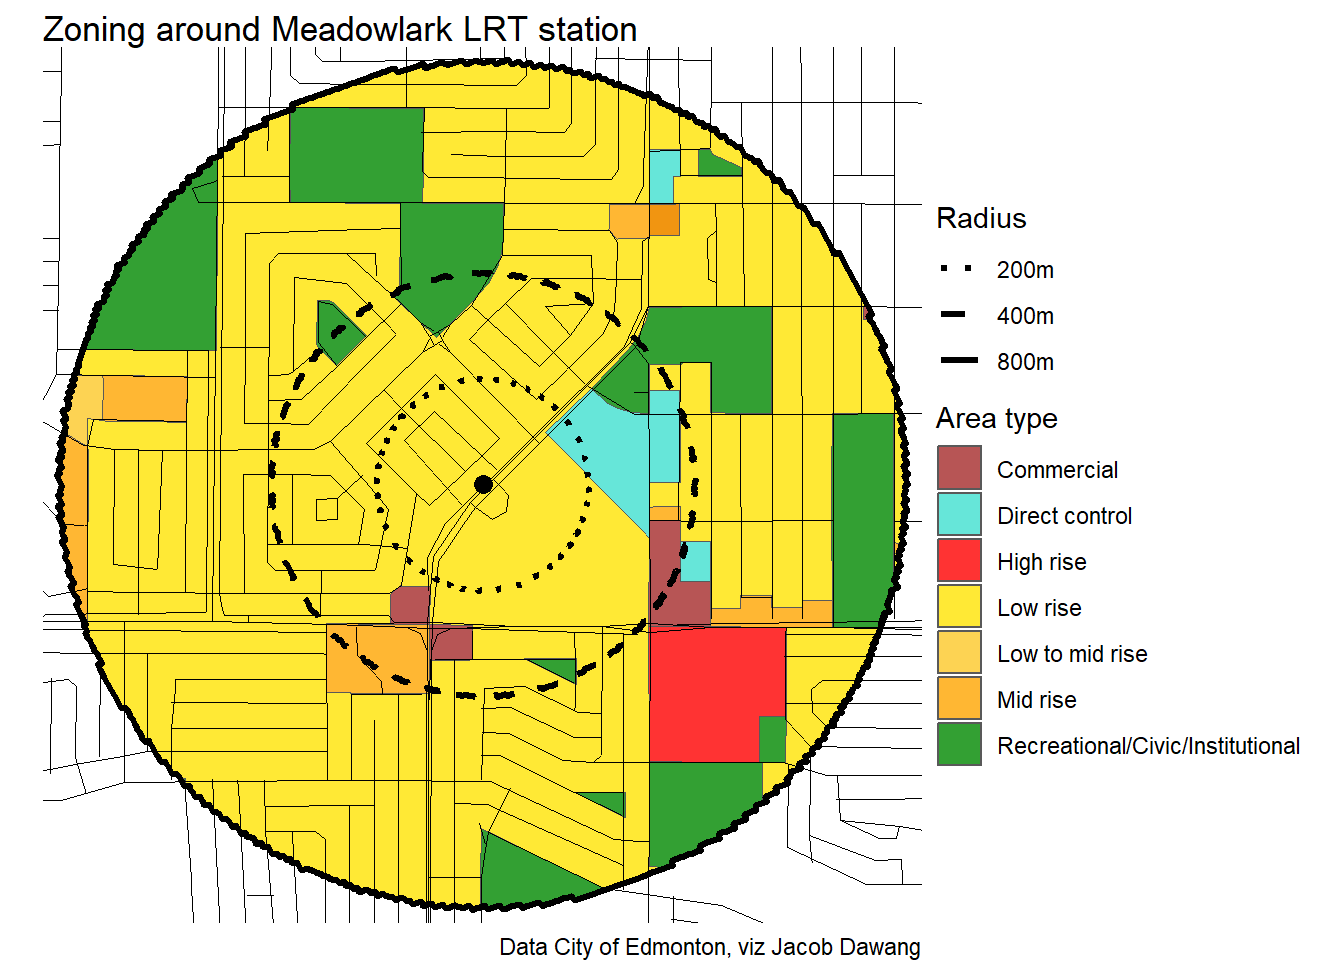 Zoning around Meadowlark LRT station
Radius
200m
400m
800m
Area type
Commercial
Direct control
High rise
Low rise
Low to mid rise
Mid rise
Recreational/Civic/Institutional
Data City of Edmonton, viz Jacob Dawang